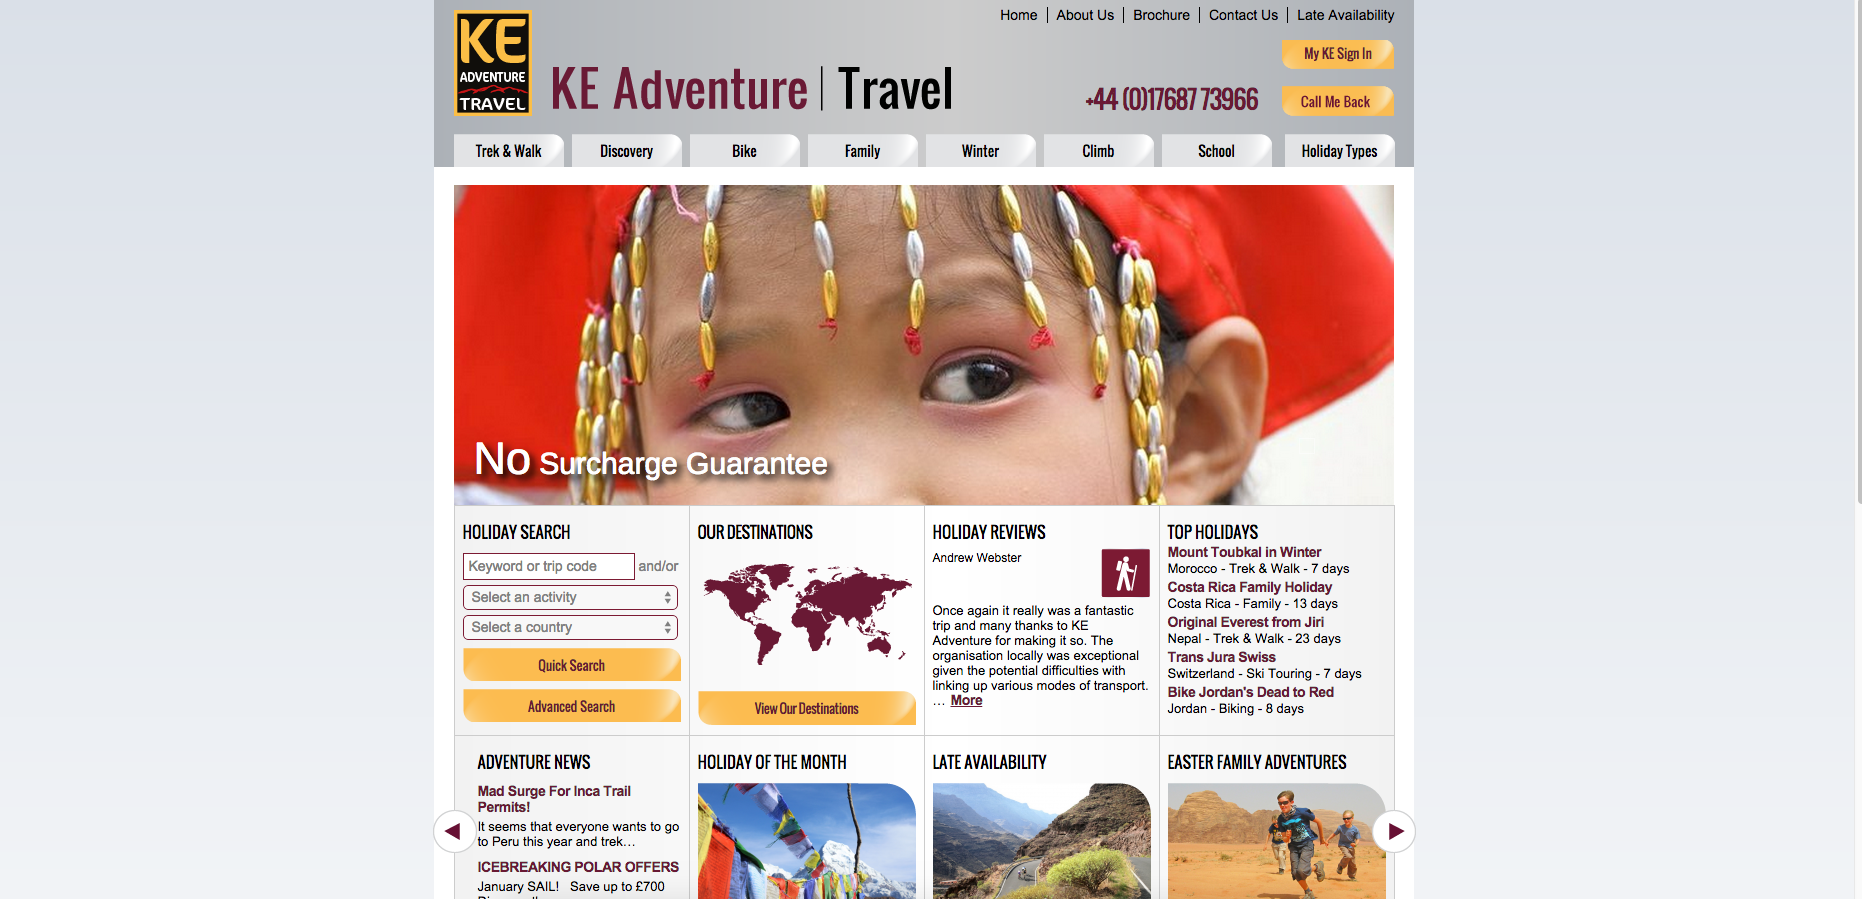 Home
About Us
Brochure
Contact Us
Late Availability
KE
ADVENTURE
TRAVEL
KE Adventure | Travel
+44 (0)17687 73966
My KE Sign In
Call Me Back
Trek & Walk
Discovery
Bike
Family
Winter
Climb
School
Holiday Types
No Surcharge Guarantee
HOLIDAY SEARCH
Keyword or trip code and/or
Select an activity
Select a country
Quick Search
Advanced Search
OUR DESTINATIONS
View Our Destinations
HOLIDAY REVIEWS
Andrew Webster
Once again it really was a fantastic
trip and many thanks to KE
Adventure for making it so. The
organisation locally was exceptional
given the potential difficulties with
linking up various modes of transport.
... More
TOP HOLIDAYS
Mount Toubkal in Winter
Morocco - Trek & Walk - 7 days
Costa Rica Family Holiday
Costa Rica - Family - 13 days
Original Everest from Jiri
Nepal - Trek & Walk - 23 days
Trans Jura Swiss
Switzerland - Ski Touring - 7 days
Bike Jordan's Dead to Red
Jordan - Biking - 8 days
ADVENTURE NEWS
Mad Surge For Inca Trail
Permits!
It seems that everyone wants to go
to Peru this year and trek...
ICEBREAKING POLAR OFFERS
January SAIL! Save up to £700
HOLIDAY OF THE MONTH
LATE AVAILABILITY
EASTER FAMILY ADVENTURES